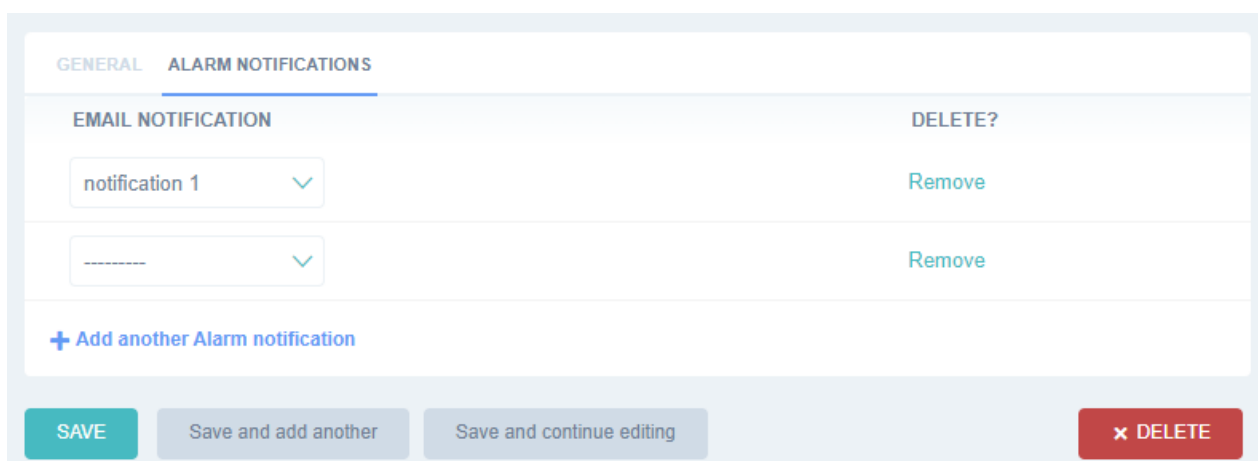 GENERAL ALARM NOTIFICATIONS
EMAIL NOTIFICATION DELETE?
notification 1 Remove
--------- Remove
+ Add another Alarm notification
SAVE Save and add another Save and continue editing × DELETE